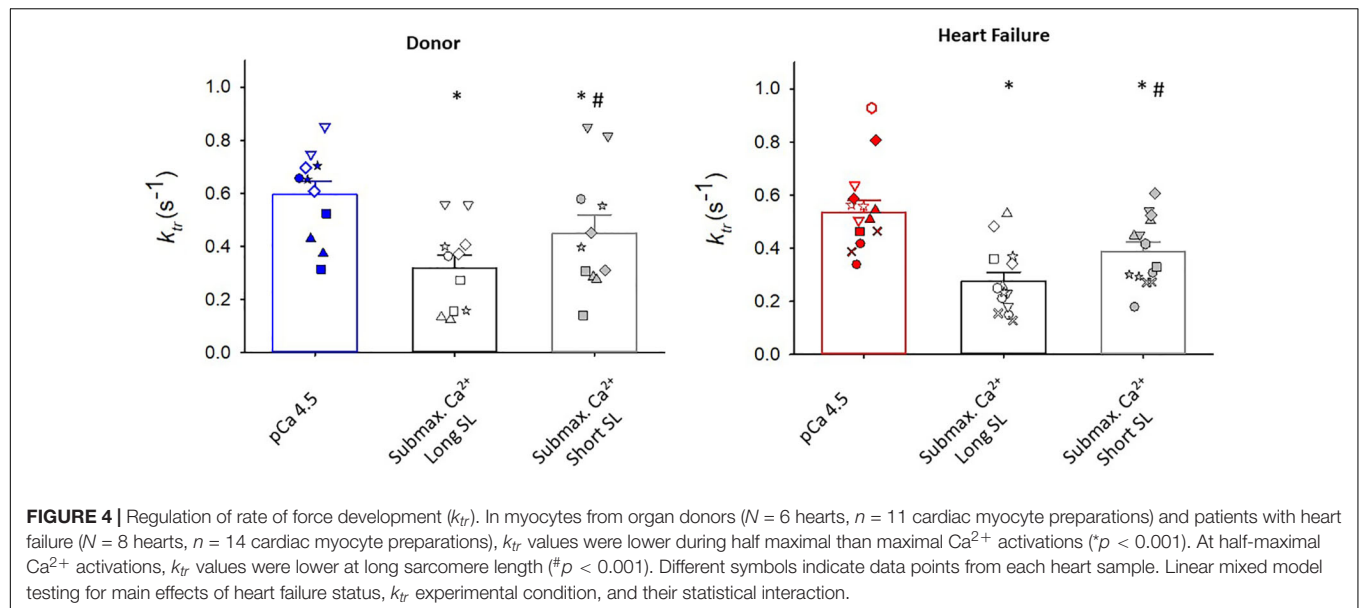 Donor
1.0
0.8
0.6
0.4
0.2
0.0
k_tr (s⁻¹)
*
* #
pCa 4.5
Submax. Ca²⁺
Long SL
Submax. Ca²⁺
Short SL
Heart Failure
1.0
0.8
0.6
0.4
0.2
0.0
k_tr (s⁻¹)
*
* #
pCa 4.5
Submax. Ca²⁺
Long SL
Submax. Ca²⁺
Short SL
FIGURE 4 | Regulation of rate of force development (k_tr). In myocytes from organ donors (N = 6 hearts, n = 11 cardiac myocyte preparations) and patients with heart
failure (N = 8 hearts, n = 14 cardiac myocyte preparations), k_tr values were lower during half maximal than maximal Ca²⁺ activations (*p < 0.001). At half-maximal
Ca²⁺ activations, k_tr values were lower at long sarcomere length (#p < 0.001). Different symbols indicate data points from each heart sample. Linear mixed model
testing for main effects of heart failure status, k_tr experimental condition, and their statistical interaction.